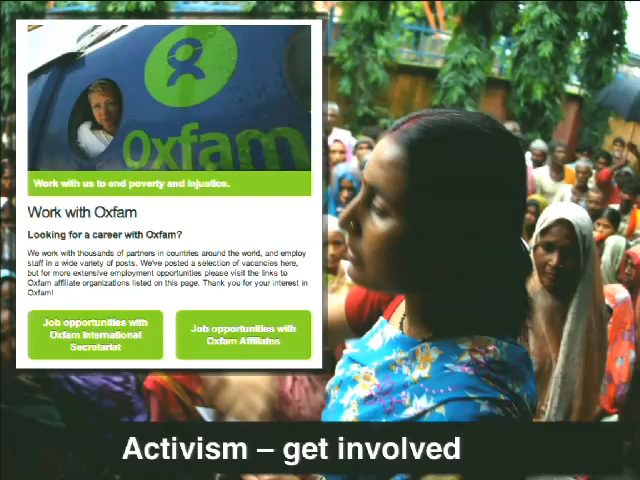 Oxfam
Work with us to end poverty and injustice.
Work with Oxfam
Looking for a career with Oxfam?
We work with thousands of partners in countries around the world, and employ
staff in a wide variety of posts. We've posted a selection of vacancies here,
but for more extensive employment opportunities please visit the links to
Oxfam affiliate organizations listed on this page. Thank you for your interest in
Oxfam!
Job opportunities with
Oxfam International
Secretariat
Job opportunities with
Oxfam Affiliates
Activism – get involved